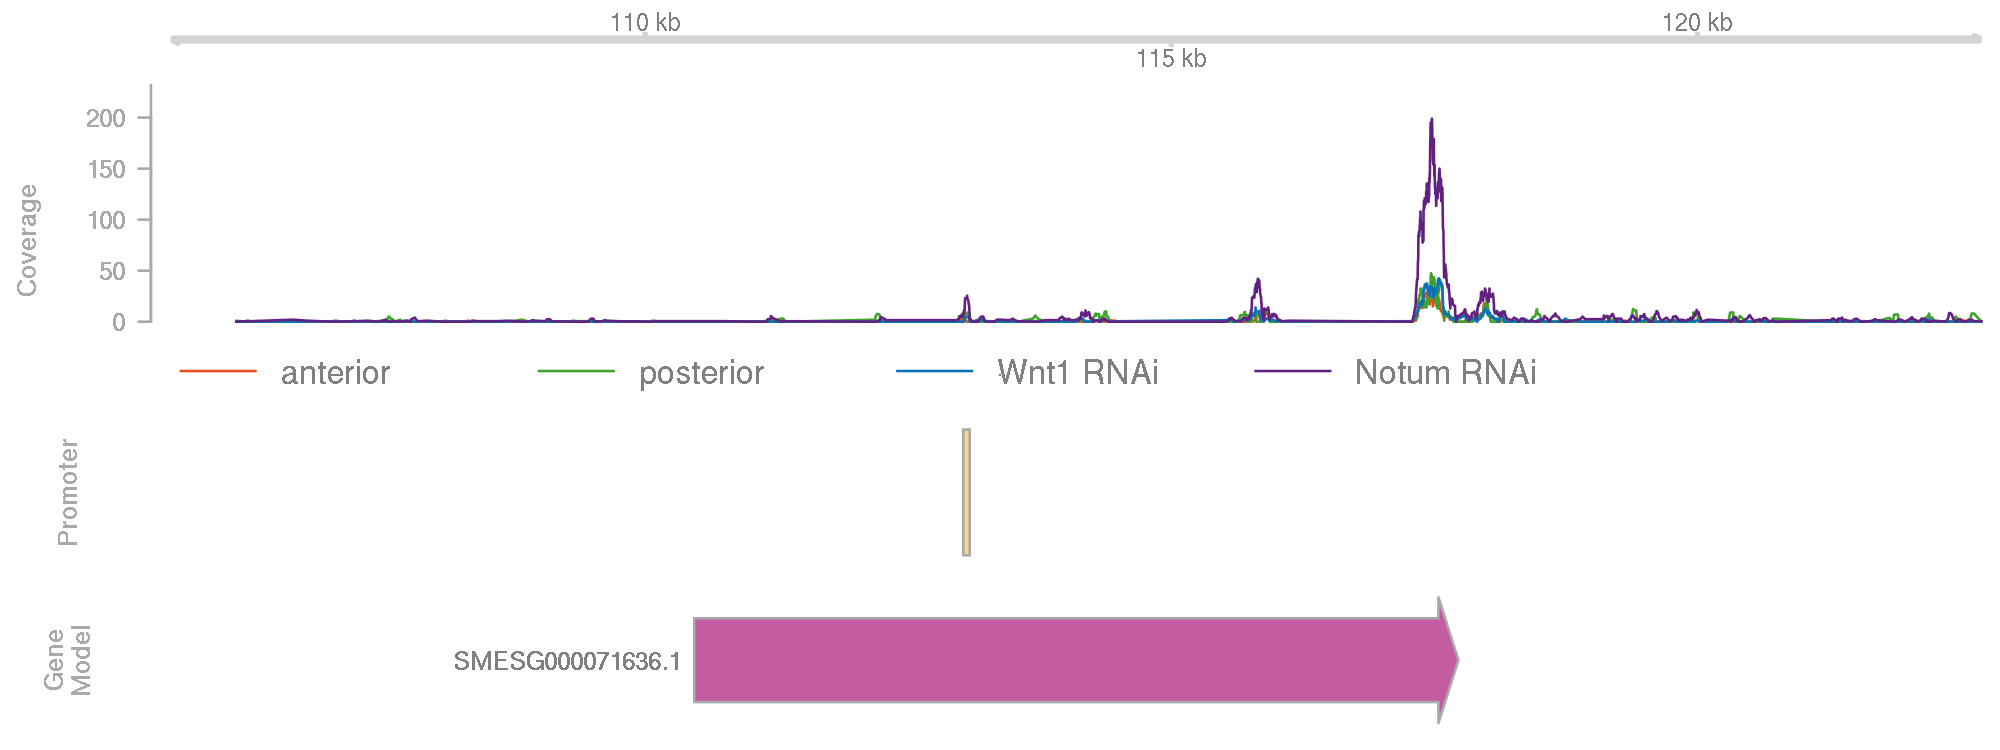 110 kb
120 kb
115 kb
Coverage
200
150
100
50
0
anterior
posterior
Wnt1 RNAi
Notum RNAi
Promoter
Gene
Model
SMESG000071636.1